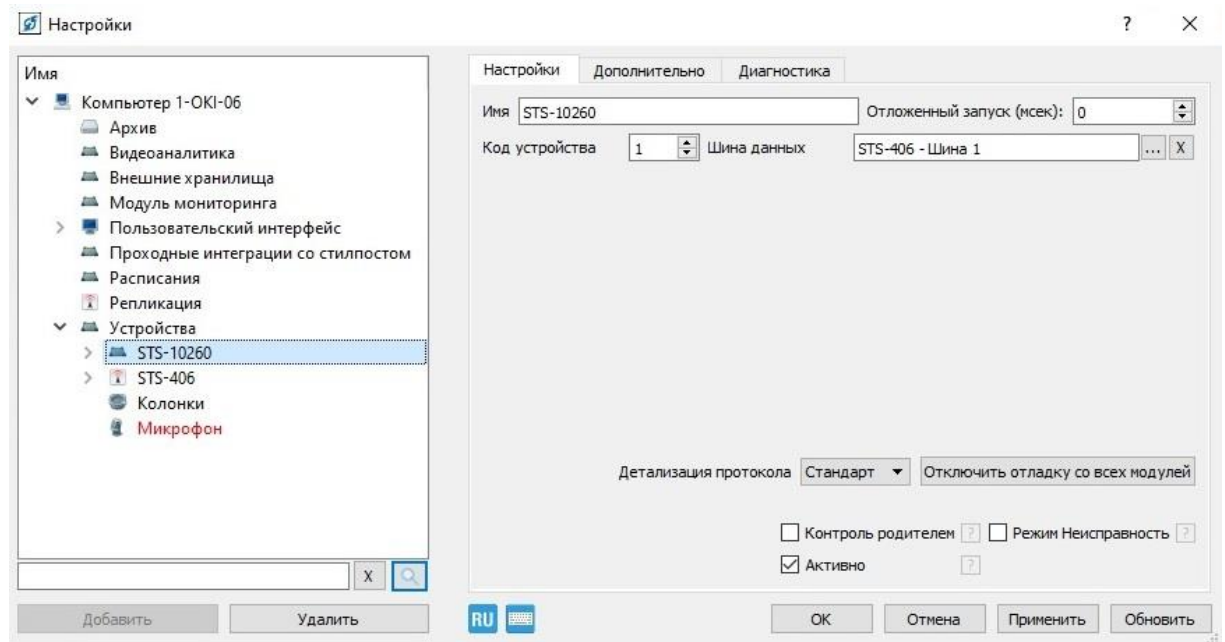 Настройки
?
Имя
Компьютер 1-OKI-06
Архив
Видеоаналитика
Внешние хранилища
Модуль мониторинга
Пользовательский интерфейс
Проходные интеграции со стилпостом
Расписания
Репликация
Устройства
STS-10260
STS-406
Колонки
Микрофон
X
Добавить Удалить
Настройки Дополнительно Диагностика
Имя STS-10260 Отложенный запуск (мсек): 0
Код устройства 1 Шина данных STS-406 - Шина 1 ... X
Детализация протокола Стандарт Отключить отладку со всех модулей
Контроль родителем ? Режим Неисправность ?
Активно ?
RU OK Отмена Применить Обновить